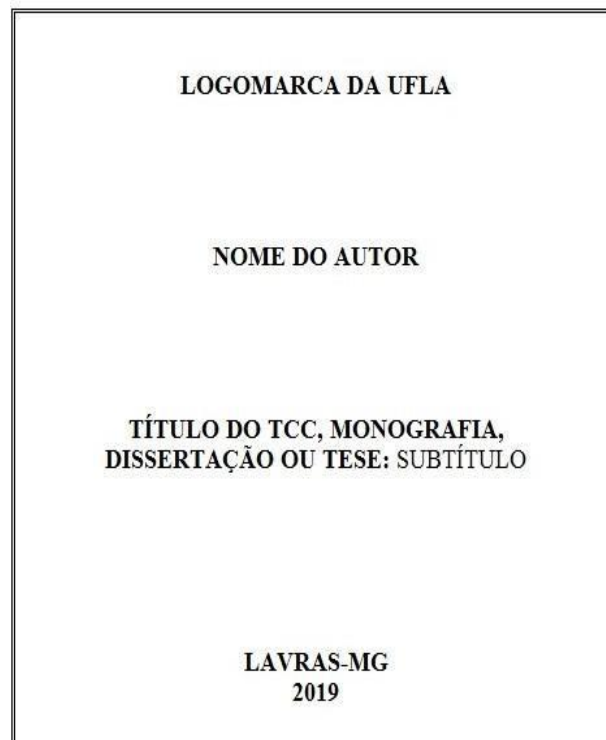 LOGOMARCA DA UFLA
NOME DO AUTOR
TÍTULO DO TCC, MONOGRAFIA,
DISSERTAÇÃO OU TESE: SUBTÍTULO
LAVRAS-MG
2019